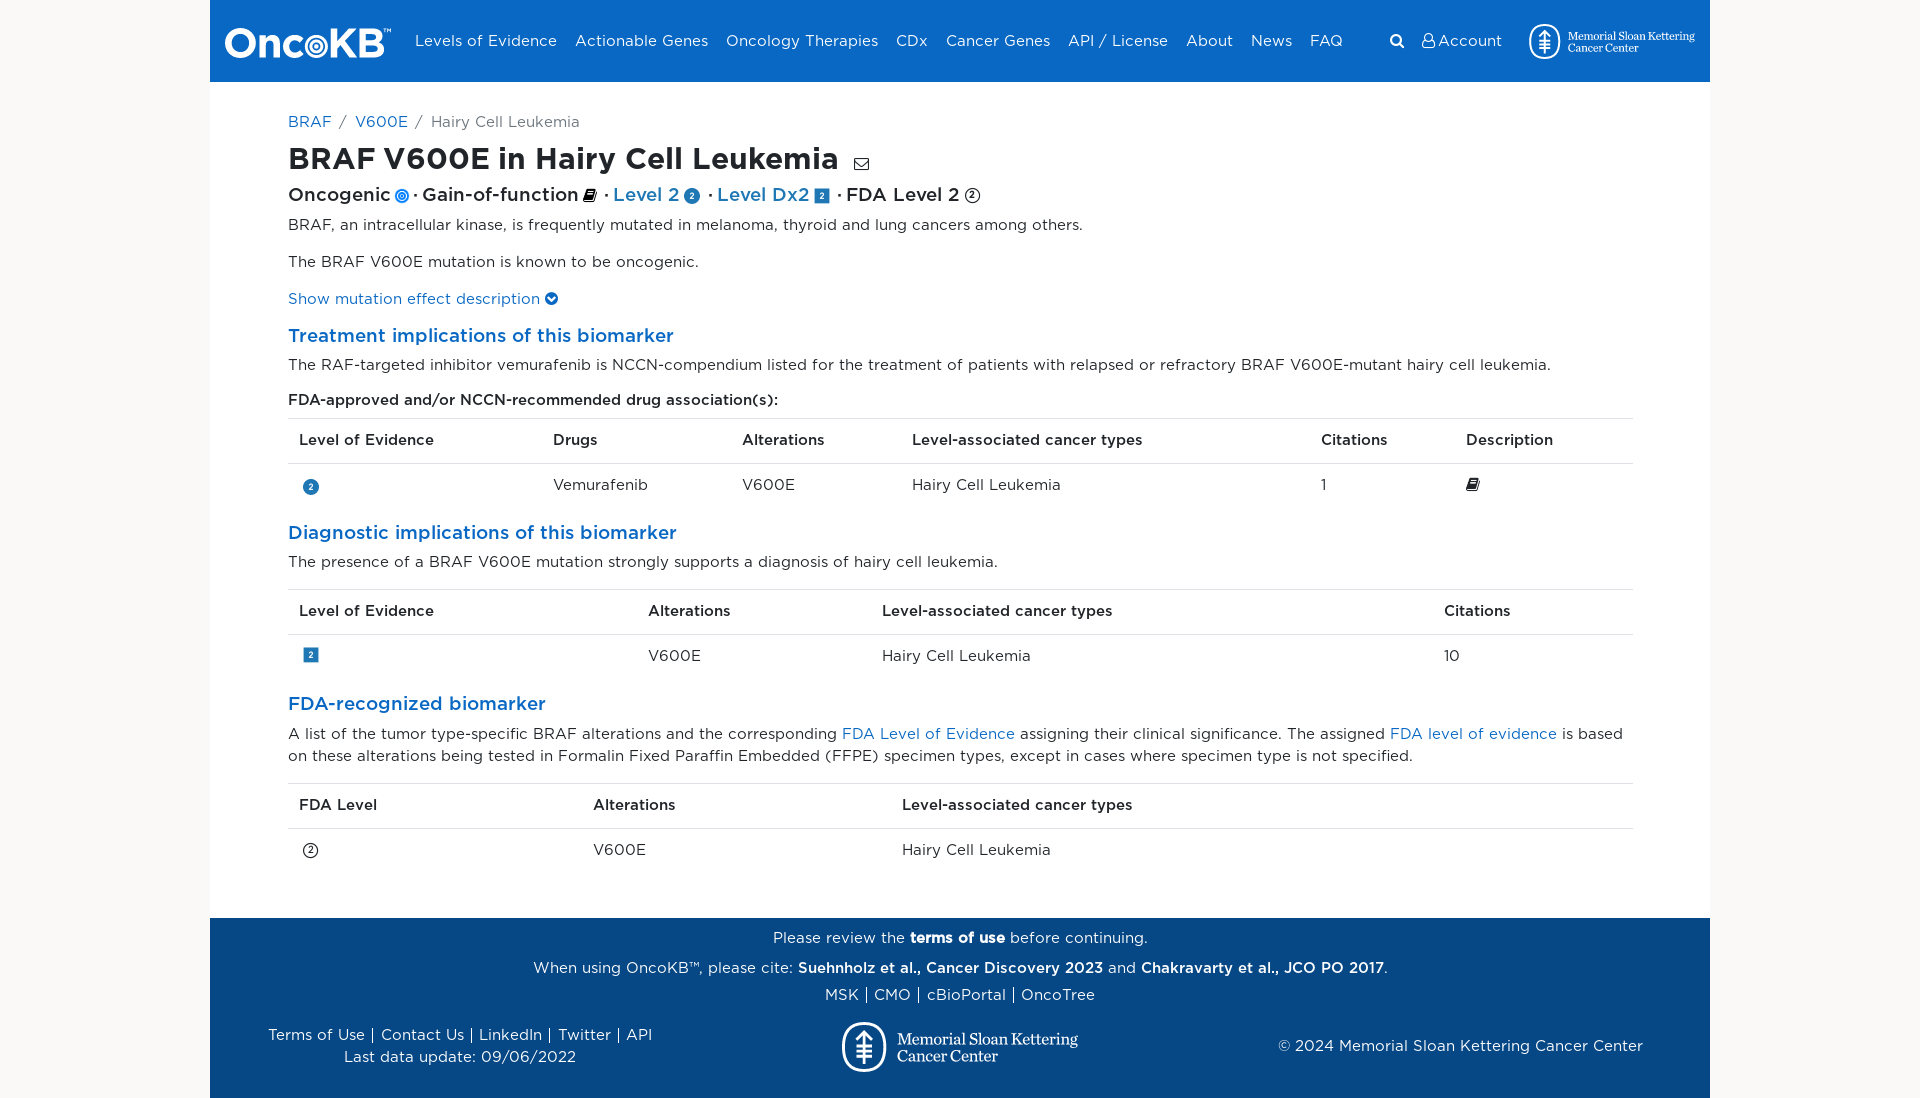 OncoKB™ Levels of Evidence Actionable Genes Oncology Therapies CDx Cancer Genes API / License About News FAQ Account Memorial Sloan Kettering
Cancer Center
BRAF / V600E / Hairy Cell Leukemia
BRAF V600E in Hairy Cell Leukemia
Oncogenic · Gain-of-function · Level 2 2 · Level Dx2 2 · FDA Level 2 2
BRAF, an intracellular kinase, is frequently mutated in melanoma, thyroid and lung cancers among others.
The BRAF V600E mutation is known to be oncogenic.
Show mutation effect description
Treatment implications of this biomarker
The RAF-targeted inhibitor vemurafenib is NCCN-compendium listed for the treatment of patients with relapsed or refractory BRAF V600E-mutant hairy cell leukemia.
FDA-approved and/or NCCN-recommended drug association(s):
Level of Evidence Drugs Alterations Level-associated cancer types Citations Description
2 Vemurafenib V600E Hairy Cell Leukemia 1
Diagnostic implications of this biomarker
The presence of a BRAF V600E mutation strongly supports a diagnosis of hairy cell leukemia.
Level of Evidence Alterations Level-associated cancer types Citations
2 V600E Hairy Cell Leukemia 10
FDA-recognized biomarker
A list of the tumor type-specific BRAF alterations and the corresponding FDA Level of Evidence assigning their clinical significance. The assigned FDA level of evidence is based
on these alterations being tested in Formalin Fixed Paraffin Embedded (FFPE) specimen types, except in cases where specimen type is not specified.
FDA Level Alterations Level-associated cancer types
2 V600E Hairy Cell Leukemia
Please review the terms of use before continuing.
When using OncoKB™, please cite: Suehnholz et al., Cancer Discovery 2023 and Chakravarty et al., JCO PO 2017.
MSK | CMO | cBioPortal | OncoTree
Terms of Use | Contact Us | LinkedIn | Twitter | API
Last data update: 09/06/2022
Memorial Sloan Kettering
Cancer Center
© 2024 Memorial Sloan Kettering Cancer Center